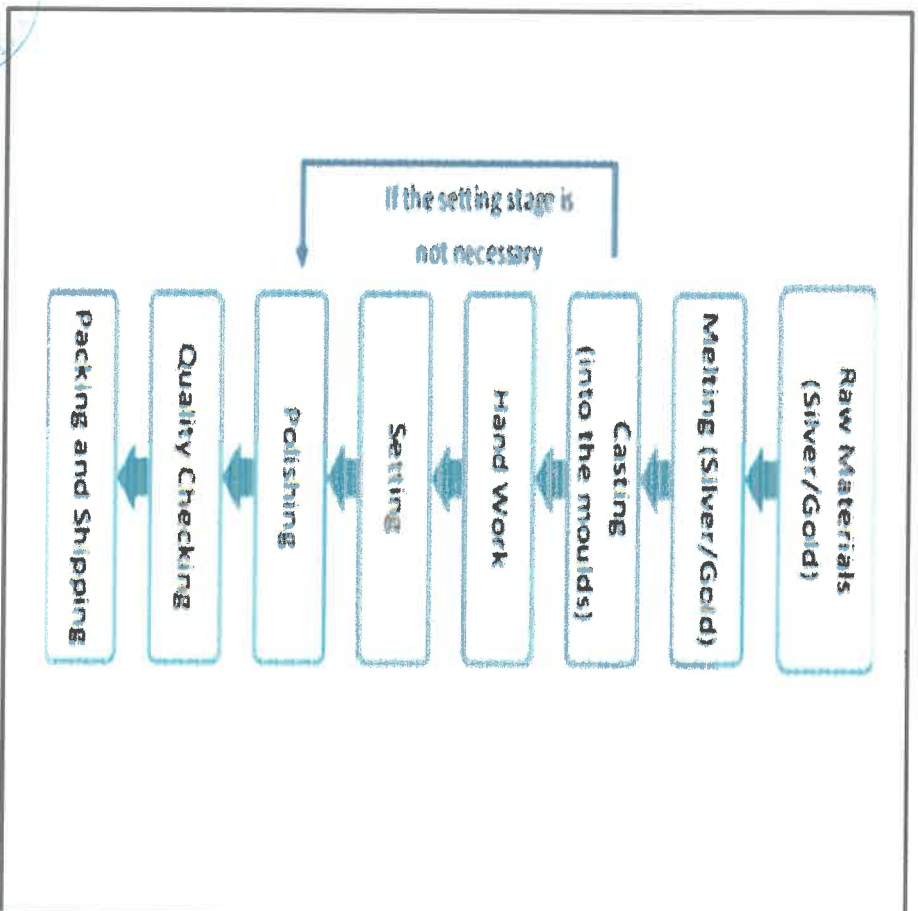 If the setting stage is
not necessary
Raw Materials
(Silver/Gold)
Melting (Silver/Gold)
Casting
(into the moulds)
Hand Work
Setting
Polishing
Quality Checking
Packing and Shipping